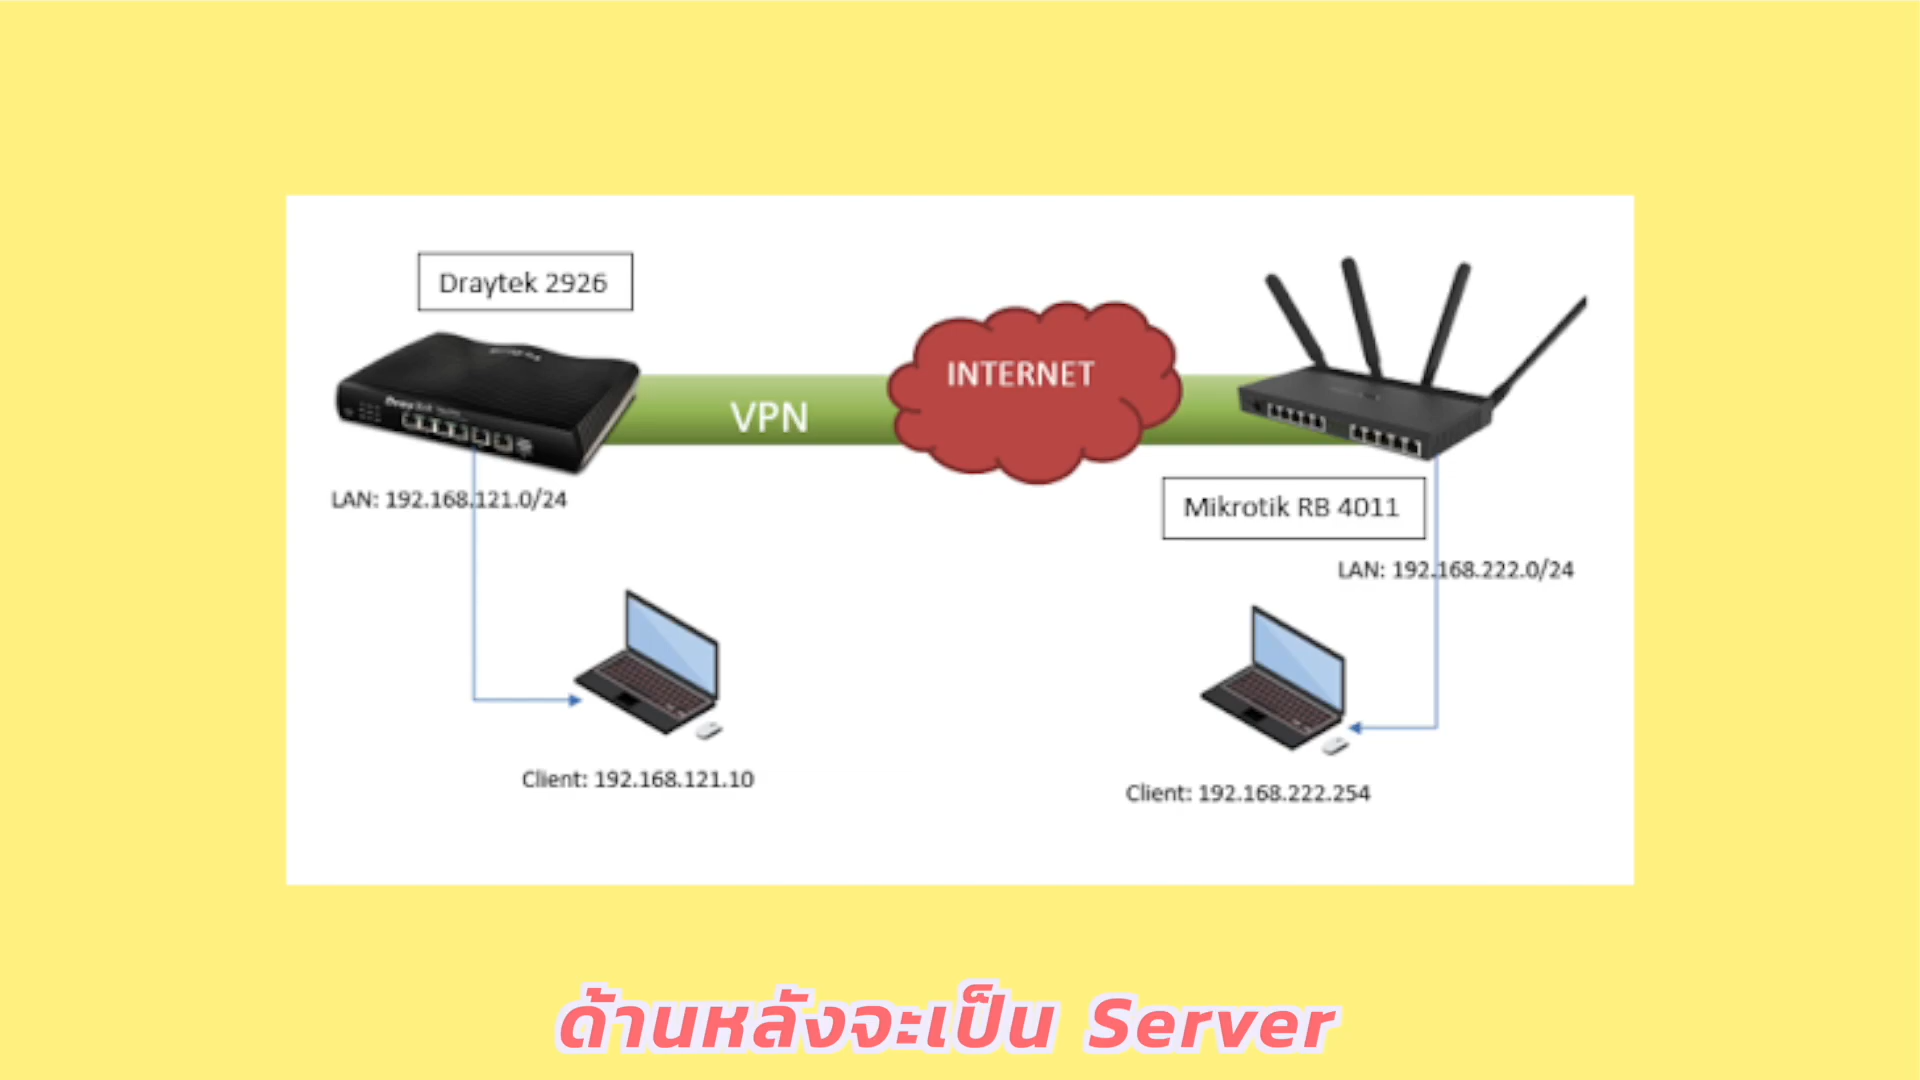 Draytek 2926
INTERNET
VPN
LAN: 192.168.121.0/24
Mikrotik RB 4011
LAN: 192.168.222.0/24
Client: 192.168.121.10
Client: 192.168.222.254
ด้านหลังจะเป็น Server